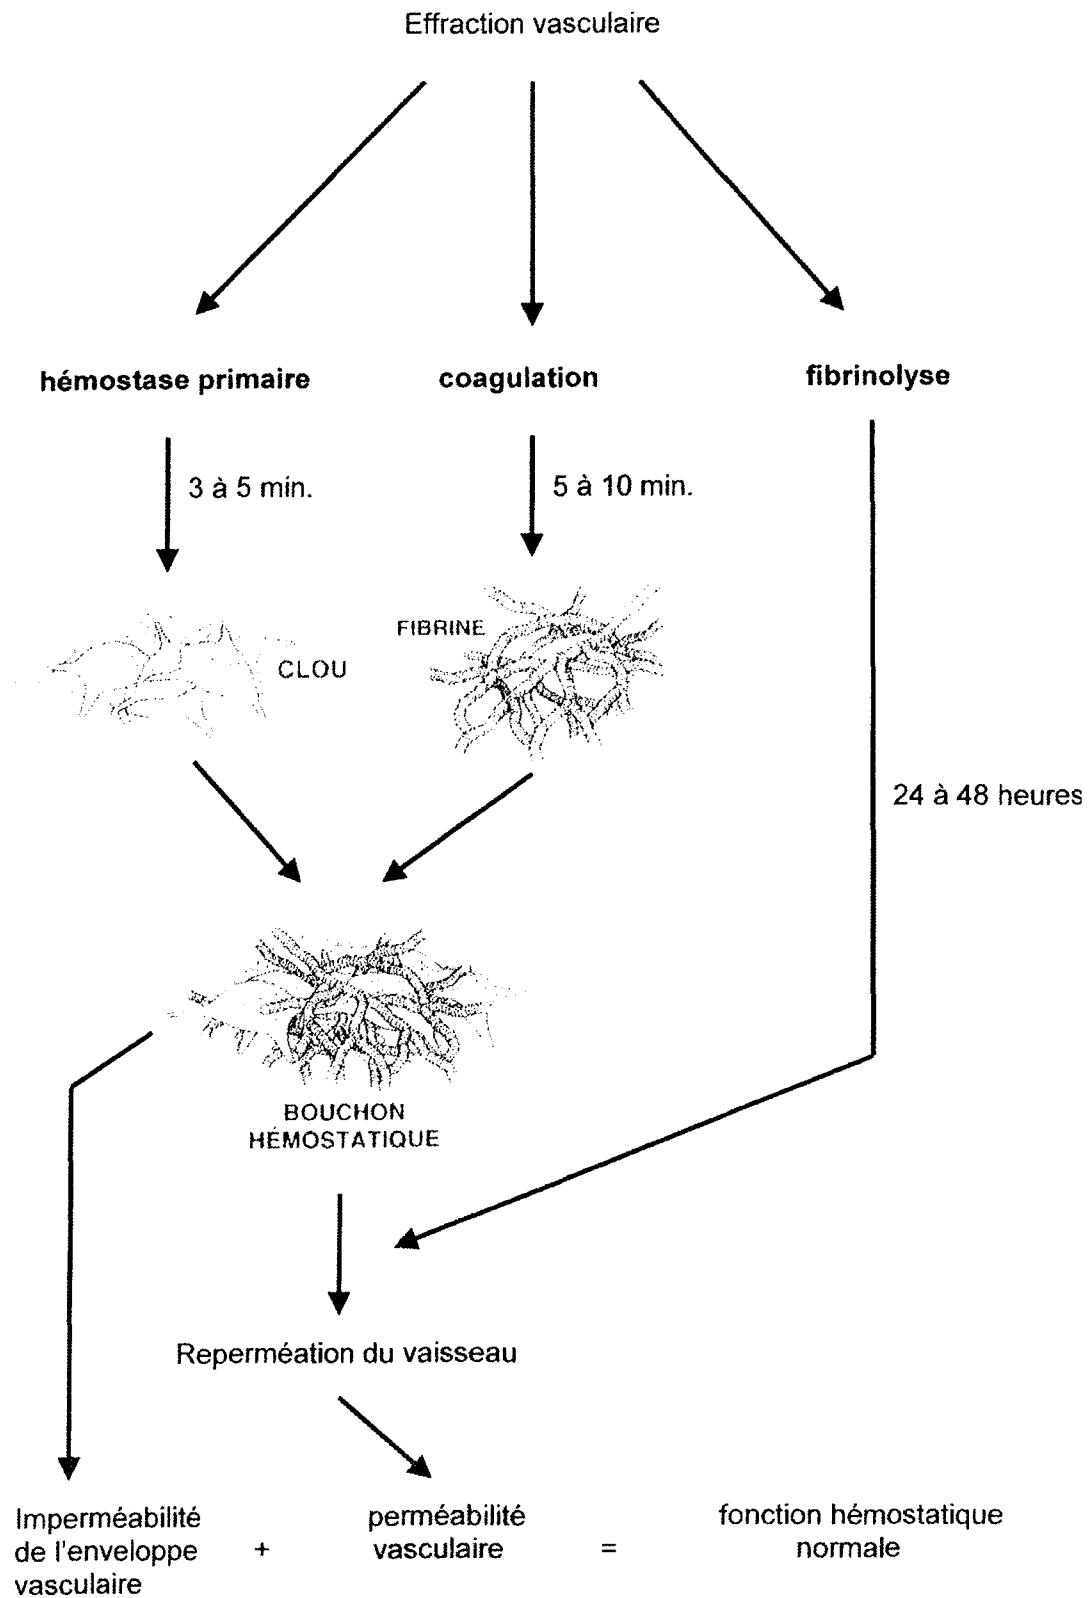 Effraction vasculaire
hémostase primaire
coagulation
fibrinolyse
3 à 5 min.
5 à 10 min.
FIBRINE
CLOU
24 à 48 heures
BOUCHON
HÉMOSTATIQUE
Reperméation du vaisseau
Imperméabilité
de l'enveloppe
vasculaire
+
perméabilité
vasculaire
=
fonction hémostatique
normale